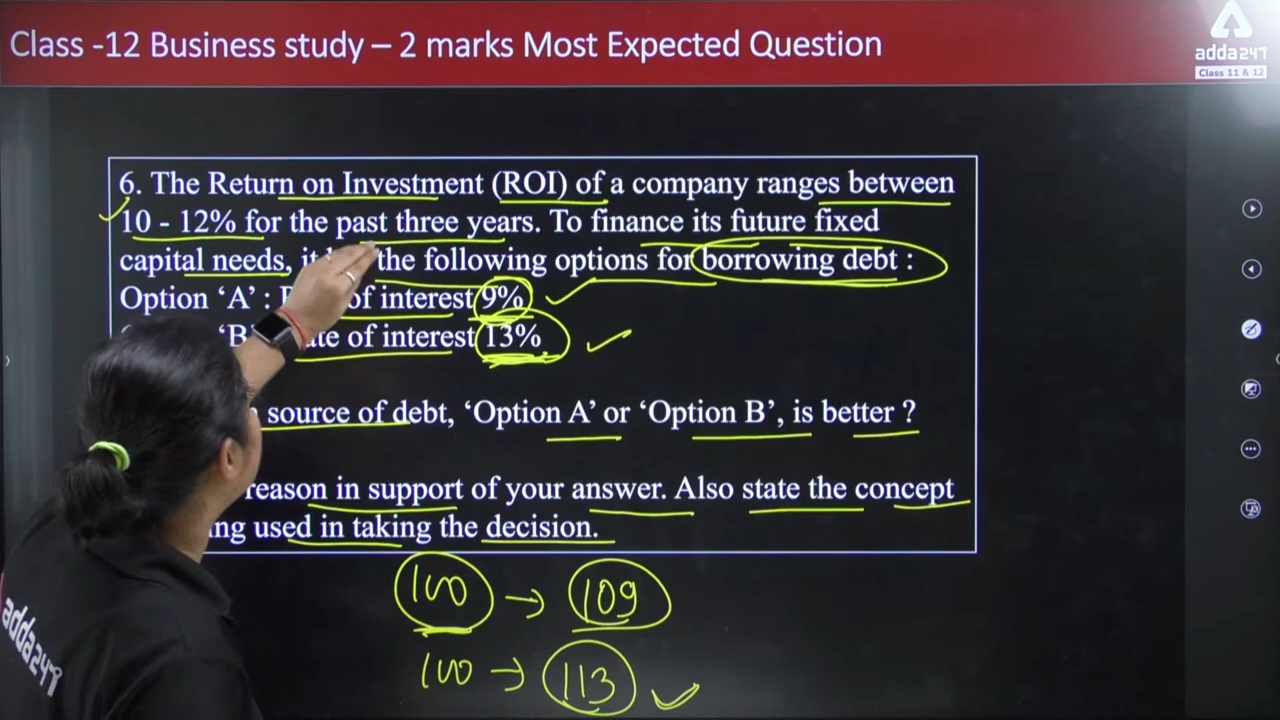 Class -12 Business study – 2 marks Most Expected Question
adda247
Class 11 & 12
6. The Return on Investment (ROI) of a company ranges between
10 - 12% for the past three years. To finance its future fixed
capital needs, it the following options for borrowing debt :
Option ‘A’ : of interest 9%
‘B’ of interest 13%
source of debt, ‘Option A’ or ‘Option B’, is better ?
reason in support of your answer. Also state the concept
used in taking the decision.
100 → 109
100 → 113
adda247